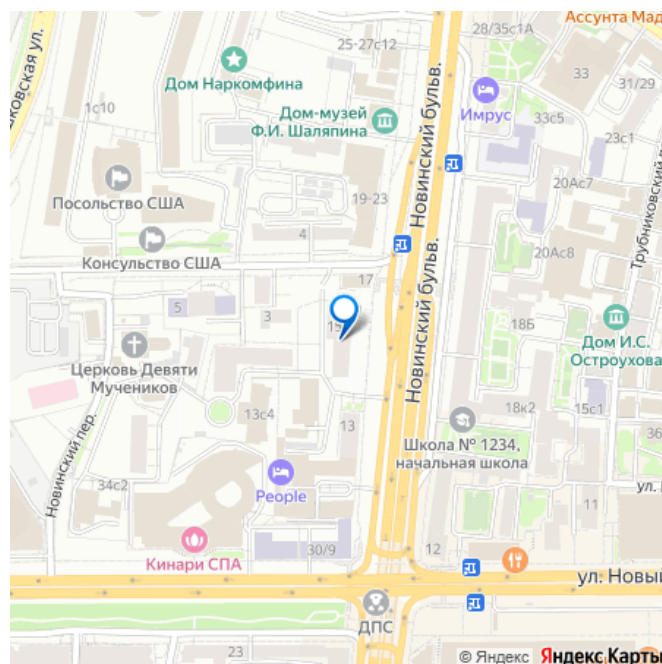 Ассунта Мад
28/35с1А
25-27с12
ковская ул.
Дом Наркомфина
33
31/29
Имрус
Новинский бульв.
33с5
Дом-музей
Ф.И. Шаляпина
1с10
23с1
20Ас7
Посольство США
19-23
Трубниковский п
4
20Ас8
Консульство США
17
Новинский бульв.
5
3
18Б
Дом И.С.
Остроухова
Церковь Девяти
Мучеников
13с4
13
18к2
15с1
Школа № 1234,
начальная школа
36
Новинский пер.
34с2
People
ул.
11
Кинари СПА
30/9
12
ул. Новый
ДПС
23
© Яндекс
Яндекс Карты